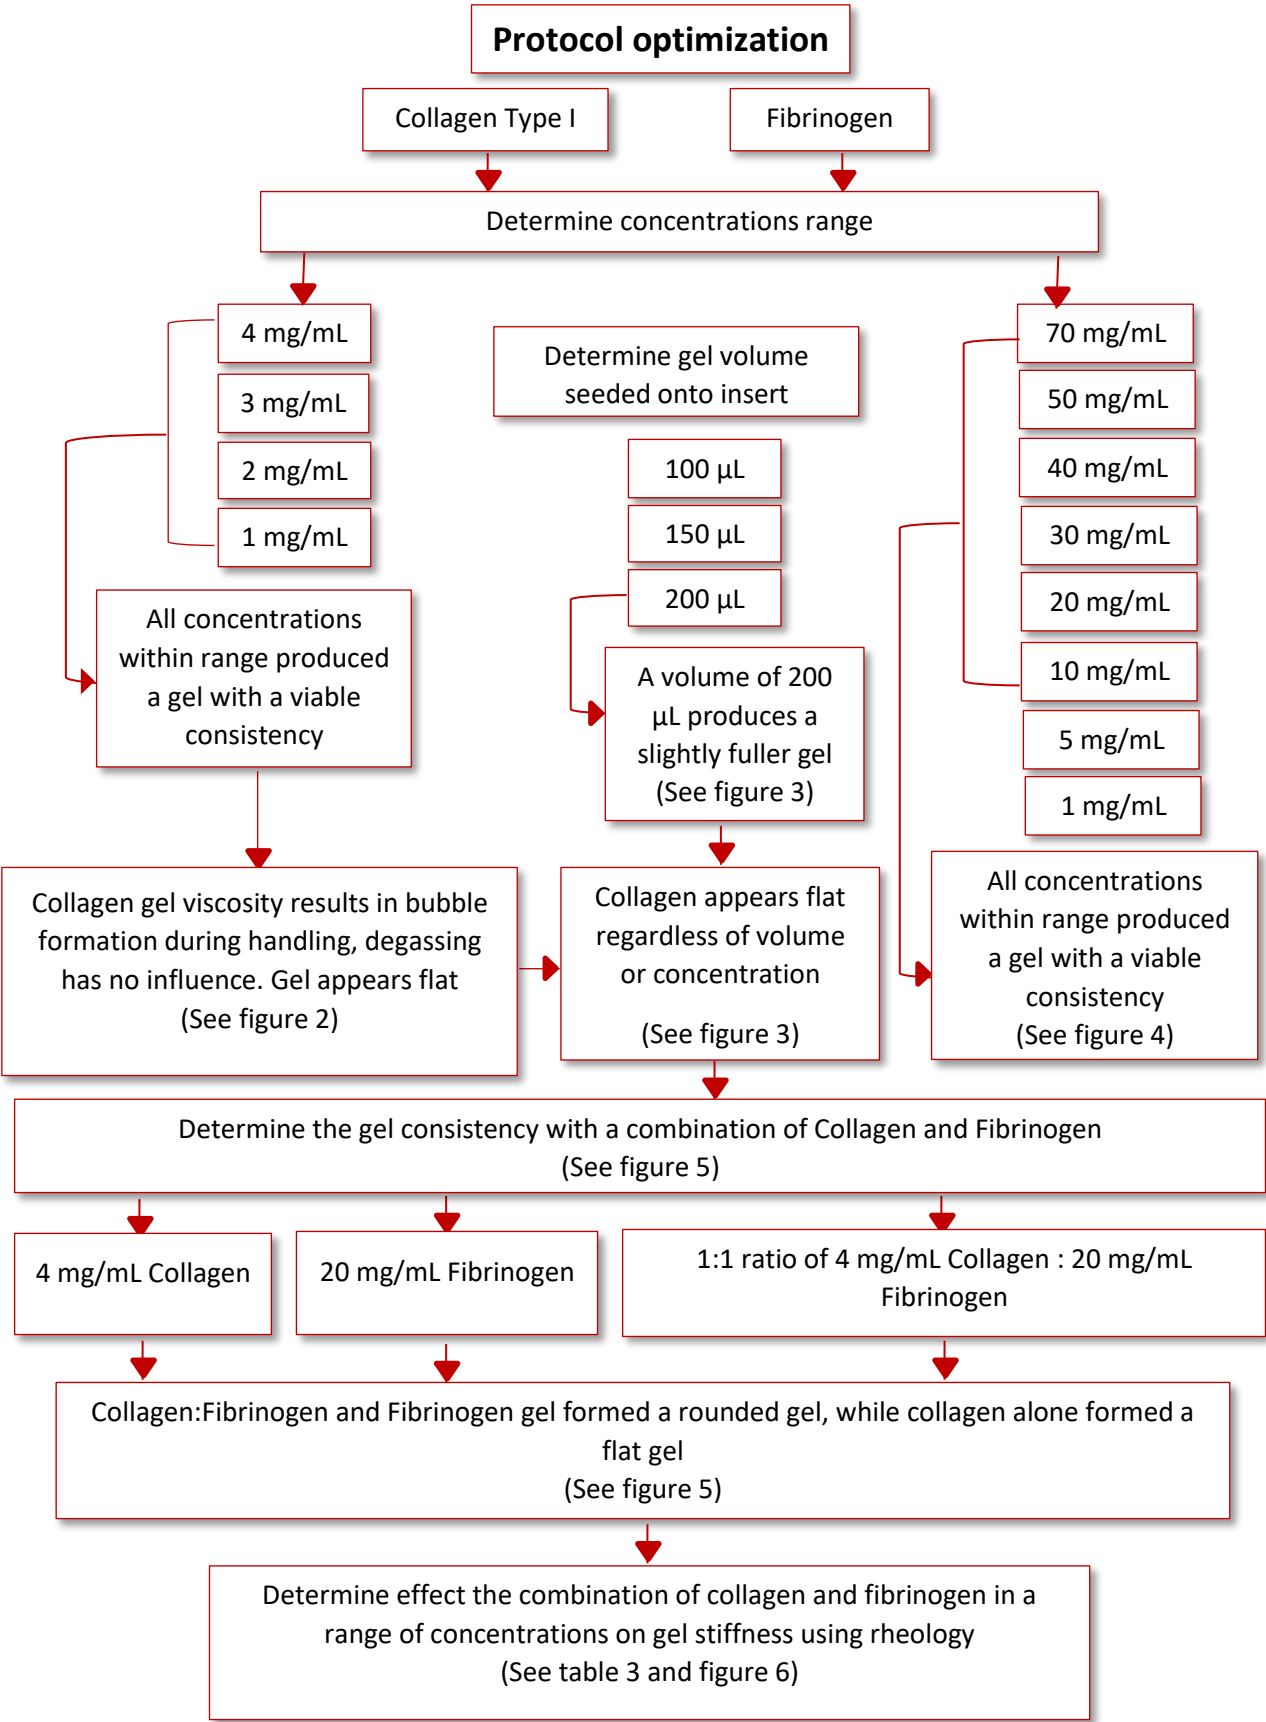 Protocol optimization
Collagen Type I
Fibrinogen
Determine concentrations range
4 mg/mL
3 mg/mL
2 mg/mL
1 mg/mL
All concentrations
within range produced
a gel with a viable
consistency
Collagen gel viscosity results in bubble
formation during handling, degassing
has no influence. Gel appears flat
(See figure 2)
Determine gel volume
seeded onto insert
100 µL
150 µL
200 µL
A volume of 200
µL produces a
slightly fuller gel
(See figure 3)
Collagen appears flat
regardless of volume
or concentration
(See figure 3)
70 mg/mL
50 mg/mL
40 mg/mL
30 mg/mL
20 mg/mL
10 mg/mL
5 mg/mL
1 mg/mL
All concentrations
within range produced
a gel with a viable
consistency
(See figure 4)
Determine the gel consistency with a combination of Collagen and Fibrinogen
(See figure 5)
4 mg/mL Collagen
20 mg/mL Fibrinogen
1:1 ratio of 4 mg/mL Collagen : 20 mg/mL
Fibrinogen
Collagen:Fibrinogen and Fibrinogen gel formed a rounded gel, while collagen alone formed a
flat gel
(See figure 5)
Determine effect the combination of collagen and fibrinogen in a
range of concentrations on gel stiffness using rheology
(See table 3 and figure 6)